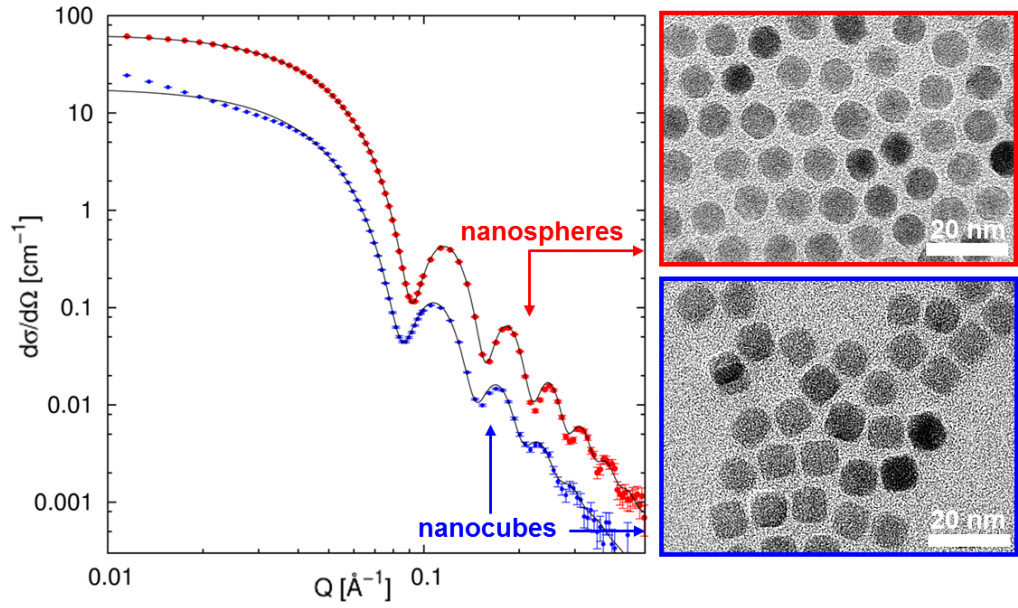 100
10
1
0.1
0.01
0.001
dσ/dΩ [cm⁻¹]
0.01
0.1
Q [Å⁻¹]
nanospheres
nanocubes
20 nm
20 nm